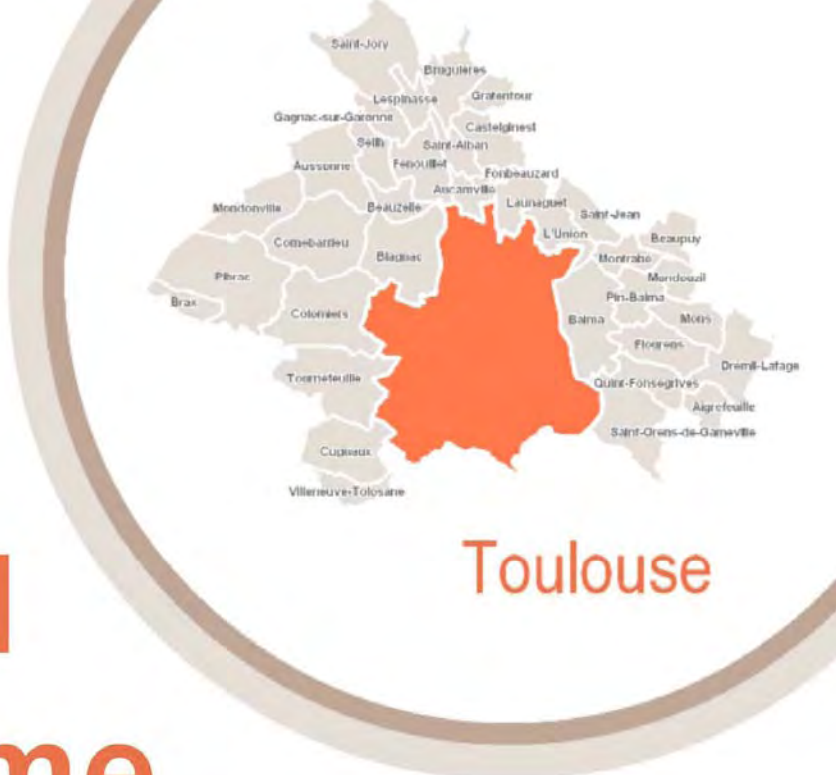 Saint-Jory
Bruguières
Lespinasse
Gratentour
Gagnac-sur-Garonne
Castelginest
Seilh
Saint-Alban
Aussonne
Fenouillet
Fonbeauzard
Aucamville
Mondonville
Beauzelle
Launaguet
Saint-Jean
L'Union
Beaupuy
Cornebarrieu
Blagnac
Montrabé
Pibrac
Mondouzil
Pin-Balma
Brax
Colomiers
Balma
Mons
Flourens
Drémil-Lafage
Tournefeuille
Quint-Fonsegrives
Aigrefeuille
Saint-Orens-de-Gameville
Cugnaux
Villeneuve-Tolosane
Toulouse
me